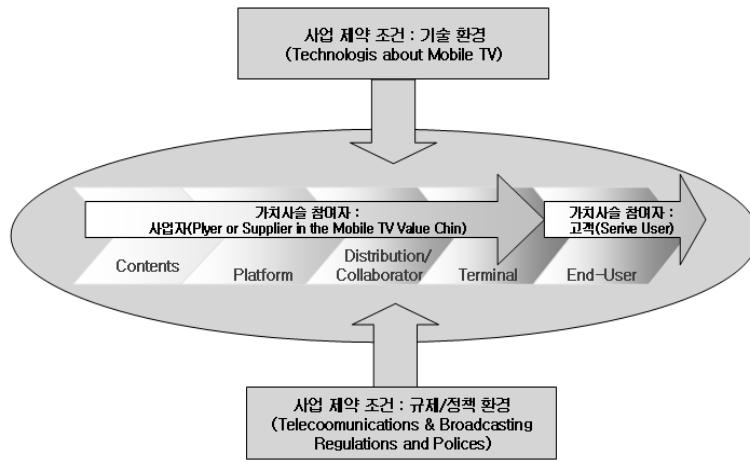 사업 제약 조건 : 기술 환경
(Technologis about Mobile TV)
가치사슬 참여자 :
사업자(Plyer or Supplier in the Mobile TV Value Chin)
가치사슬 참여자 :
고객(Serive User)
Contents
Platform
Distribution/
Collaborator
Terminal
End-User
사업 제약 조건 : 규제/정책 환경
(Telecoomunications & Broadcasting
Regulations and Polices)